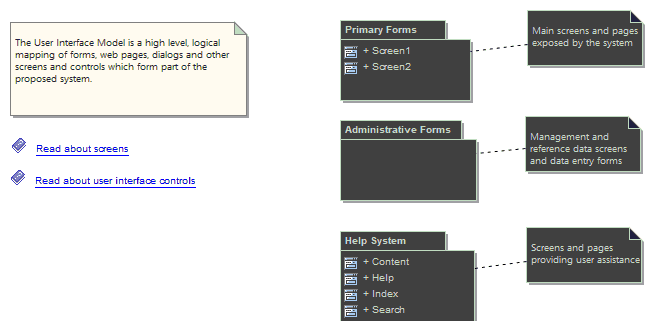 The User Interface Model is a high level, logical
mapping of forms, web pages, dialogs and other
screens and controls which form part of the
proposed system.
Read about screens
Read about user interface controls
Primary Forms
+ Screen1
+ Screen2
Main screens and pages
exposed by the system
Administrative Forms
Management and
reference data screens
and data entry forms
Help System
+ Content
+ Help
+ Index
+ Search
Screens and pages
providing user assistance